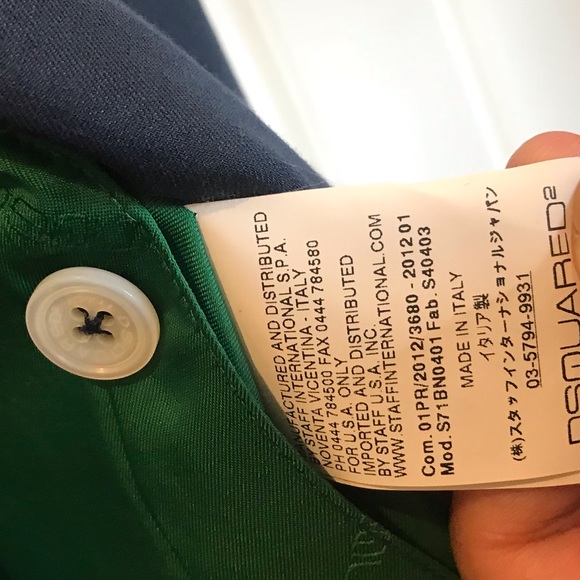 MANUFACTURED AND DISTRIBUTED
BY STAFF INTERNATIONAL S.P.A.
NOVENTA VICENTINA - ITALY
PH 0444 784500 FAX 0444 784580
FOR U.S.A. ONLY
IMPORTED AND DISTRIBUTED
BY STAFF U.S.A. INC.
WWW.STAFFINTERNATIONAL.COM
Com. 01PR/2012/3680 - 2012 01
Mod. S71BN0401 Fab. S40403
MADE IN ITALY
イタリア製
(株)スタッフインターナショナルジャパン
03-5794-9931
DSQUARED2